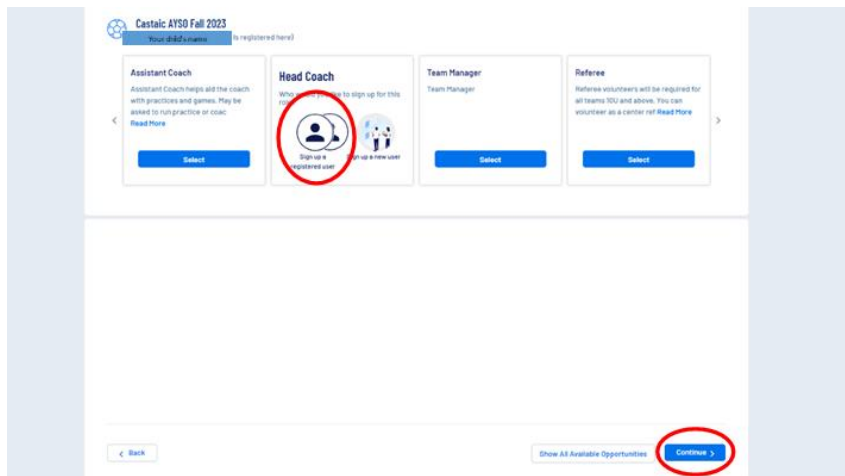 Castaic AYSO Fall 2023
Your child's name is registered here)
Assistant Coach
Assistant Coach helps aid the coach
with practices and games. May be
asked to run practice or coac
Read More
Select
Head Coach
Who would you like to sign up for this
role
Sign up a
registered user
Sign up a new user
Team Manager
Team Manager
Select
Referee
Referee volunteers will be required for
all teams 10U and above. You can
volunteer as a center ref Read More
Select
Back
Show All Available Opportunities
Continue